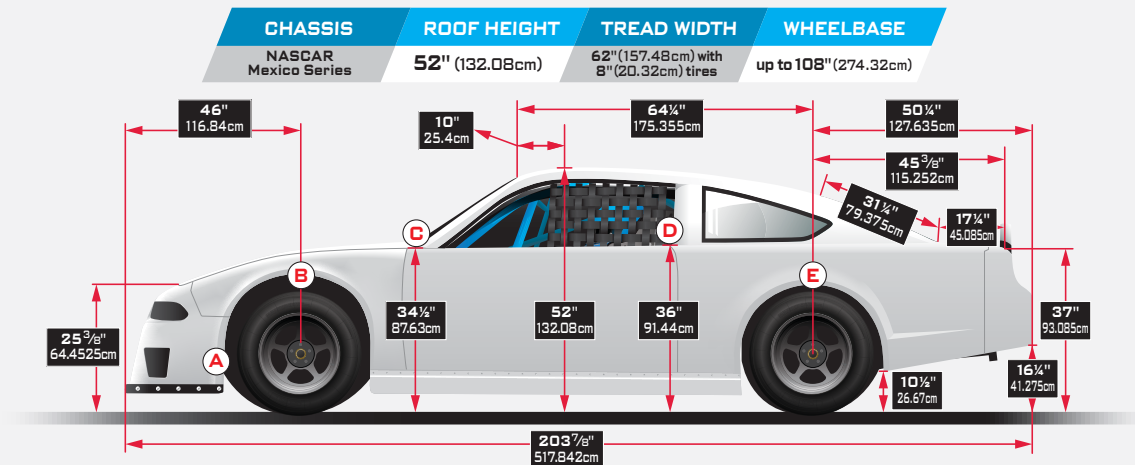 CHASSIS
ROOF HEIGHT
TREAD WIDTH
WHEELBASE
NASCAR
Mexico Series
52" (132.08cm)
62" (157.48cm) with
8" (20.32cm) tires
up to 108" (274.32cm)
46"
116.84cm
10"
25.4cm
64¼"
175.355cm
50¼"
127.635cm
45³/₈"
115.252cm
31¼"
79.375cm
17¼"
45.085cm
C
D
B
E
A
25³/₈"
64.4525cm
34½"
87.63cm
52"
132.08cm
36"
91.44cm
37"
93.085cm
10½"
26.67cm
16¼"
41.275cm
203⁷/₈"
517.842cm